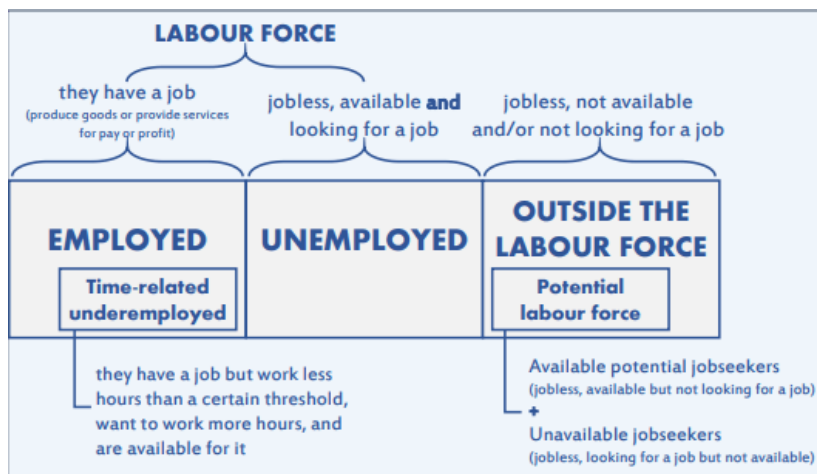 LABOUR FORCE
they have a job
(produce goods or provide services
for pay or profit)
jobless, available and
looking for a job
jobless, not available
and/or not looking for a job
EMPLOYED
Time-related
underemployed
UNEMPLOYED
OUTSIDE THE
LABOUR FORCE
Potential
labour force
they have a job but work less
hours than a certain threshold,
want to work more hours, and
are available for it
Available potential jobseekers
(jobless, available but not looking for a job)
+
Unavailable jobseekers
(jobless, looking for a job but not available)